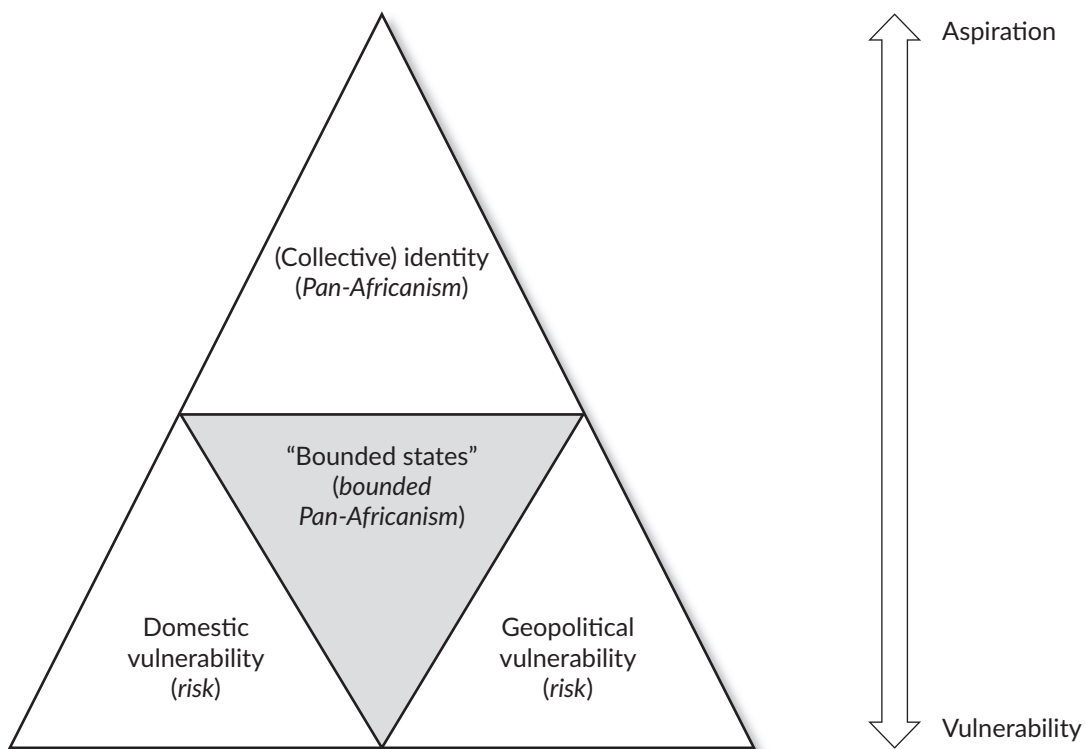 Aspiration
(Collective) identity
(Pan-Africanism)
“Bounded states”
(bounded
Pan-Africanism)
Domestic
vulnerability
(risk)
Geopolitical
vulnerability
(risk)
Vulnerability